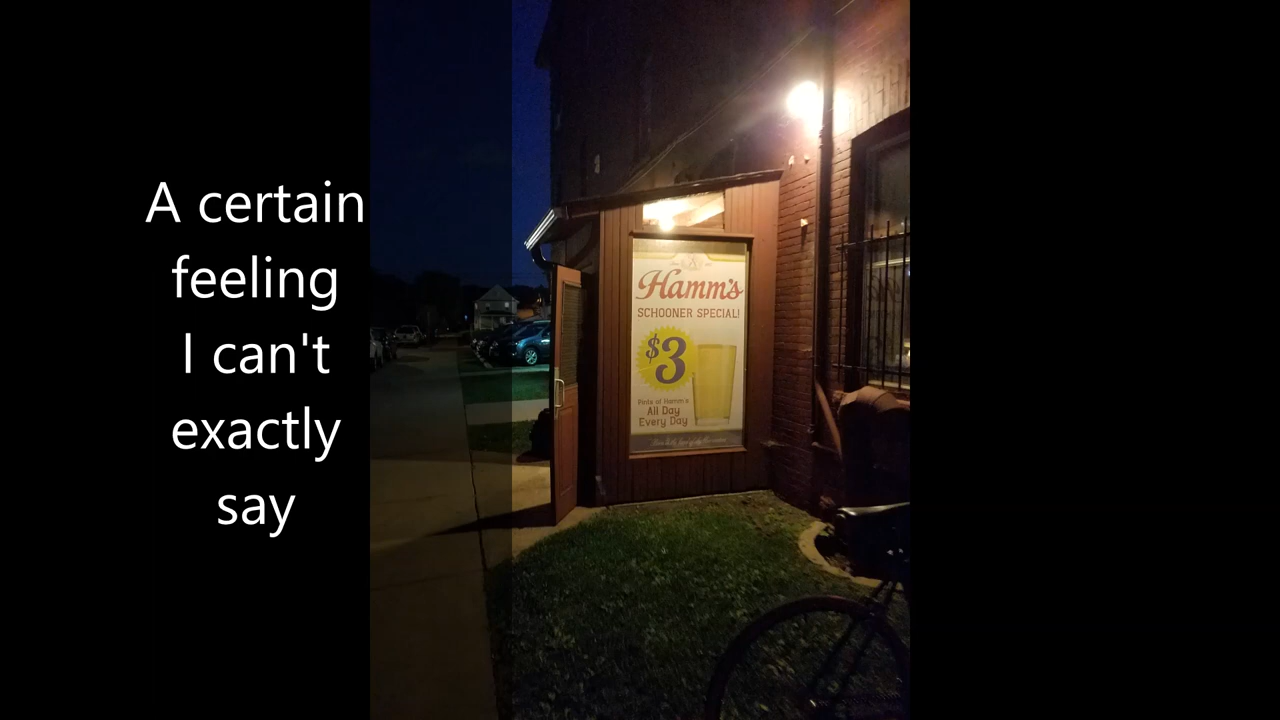 A certain
feeling
I can't
exactly
say
Hamm's
SCHOONER SPECIAL!
$3
Pints of Hamm's
All Day
Every Day